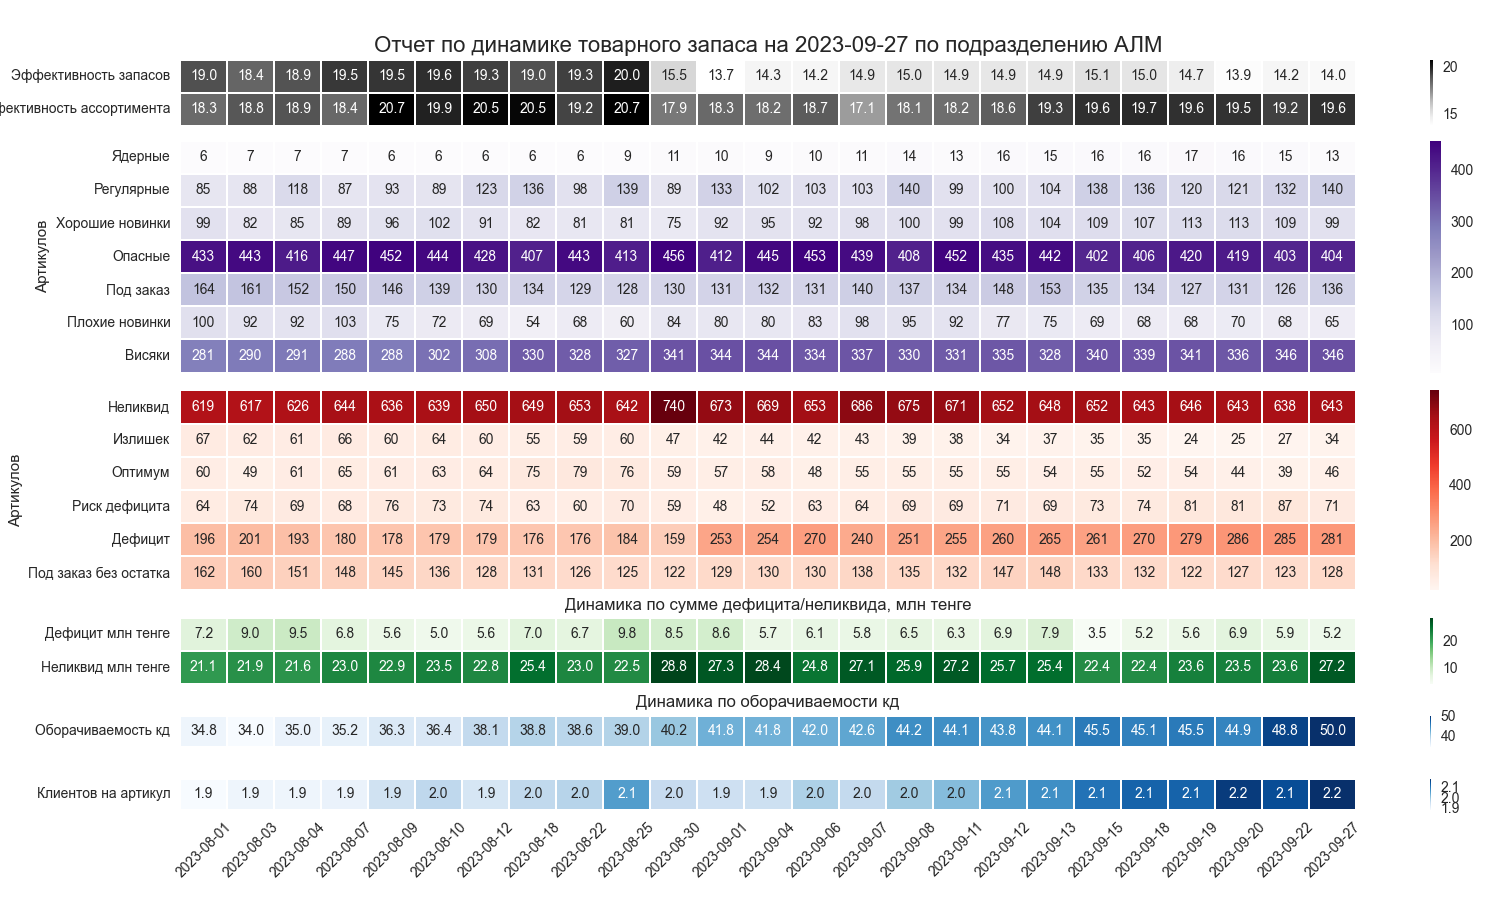 Отчет по динамике товарного запаса на 2023-09-27 по подразделению АЛМ
Эффективность запасов 19.0 18.4 18.9 19.5 19.5 19.6 19.3 19.0 19.3 20.0 15.5 13.7 14.3 14.2 14.9 15.0 14.9 14.9 14.9 15.1 15.0 14.7 13.9 14.2 14.0
фективность ассортимента 18.3 18.8 18.9 18.4 20.7 19.9 20.5 20.5 19.2 20.7 17.9 18.3 18.2 18.7 17.1 18.1 18.2 18.6 19.3 19.6 19.7 19.6 19.5 19.2 19.6
20
15
Артикулов
Ядерные 6 7 7 7 6 6 6 6 6 9 11 10 9 10 11 14 13 16 15 16 16 17 16 15 13
Регулярные 85 88 118 87 93 89 123 136 98 139 89 133 102 103 103 140 99 100 104 138 136 120 121 132 140
Хорошие новинки 99 82 85 89 96 102 91 82 81 81 75 92 95 92 98 100 99 108 104 109 107 113 113 109 99
Опасные 433 443 416 447 452 444 428 407 443 413 456 412 445 453 439 408 452 435 442 402 406 420 419 403 404
Под заказ 164 161 152 150 146 139 130 134 129 128 130 131 132 131 140 137 134 148 153 135 134 127 131 126 136
Плохие новинки 100 92 92 103 75 72 69 54 68 60 84 80 80 83 98 95 92 77 75 69 68 68 70 68 65
Висяки 281 290 291 288 288 302 308 330 328 327 341 344 344 334 337 330 331 335 328 340 339 341 336 346 346
400
300
200
100
Артикулов
Неликвид 619 617 626 644 636 639 650 649 653 642 740 673 669 653 686 675 671 652 648 652 643 646 643 638 643
Излишек 67 62 61 66 60 64 60 55 59 60 47 42 44 42 43 39 38 34 37 35 35 24 25 27 34
Оптимум 60 49 61 65 61 63 64 75 79 76 59 57 58 48 55 55 55 55 54 55 52 54 44 39 46
Риск дефицита 64 74 69 68 76 73 74 63 60 70 59 48 52 63 64 69 69 71 69 73 74 81 81 87 71
Дефицит 196 201 193 180 178 179 179 176 176 184 159 253 254 270 240 251 255 260 265 261 270 279 286 285 281
Под заказ без остатка 162 160 151 148 145 136 128 131 126 125 122 129 130 130 138 135 132 147 148 133 132 122 127 123 128
600
400
200
Динамика по сумме дефицита/неликвида, млн тенге
Дефицит млн тенге 7.2 9.0 9.5 6.8 5.6 5.0 5.6 7.0 6.7 9.8 8.5 8.6 5.7 6.1 5.8 6.5 6.3 6.9 7.9 3.5 5.2 5.6 6.9 5.9 5.2
Неликвид млн тенге 21.1 21.9 21.6 23.0 22.9 23.5 22.8 25.4 23.0 22.5 28.8 27.3 28.4 24.8 27.1 25.9 27.2 25.7 25.4 22.4 22.4 23.6 23.5 23.6 27.2
20
10
Динамика по оборачиваемости кд
Оборачиваемость кд 34.8 34.0 35.0 35.2 36.3 36.4 38.1 38.8 38.6 39.0 40.2 41.8 41.8 42.0 42.6 44.2 44.1 43.8 44.1 45.5 45.1 45.5 44.9 48.8 50.0
50
40
Клиентов на артикул 1.9 1.9 1.9 1.9 1.9 2.0 1.9 2.0 2.0 2.1 2.0 1.9 1.9 2.0 2.0 2.0 2.0 2.1 2.1 2.1 2.1 2.1 2.2 2.1 2.2
2.1
2.0
1.9
2023-08-01 2023-08-03 2023-08-04 2023-08-07 2023-08-09 2023-08-10 2023-08-12 2023-08-18 2023-08-22 2023-08-25 2023-08-30 2023-09-01 2023-09-04 2023-09-06 2023-09-07 2023-09-08 2023-09-11 2023-09-12 2023-09-13 2023-09-15 2023-09-18 2023-09-19 2023-09-20 2023-09-22 2023-09-27